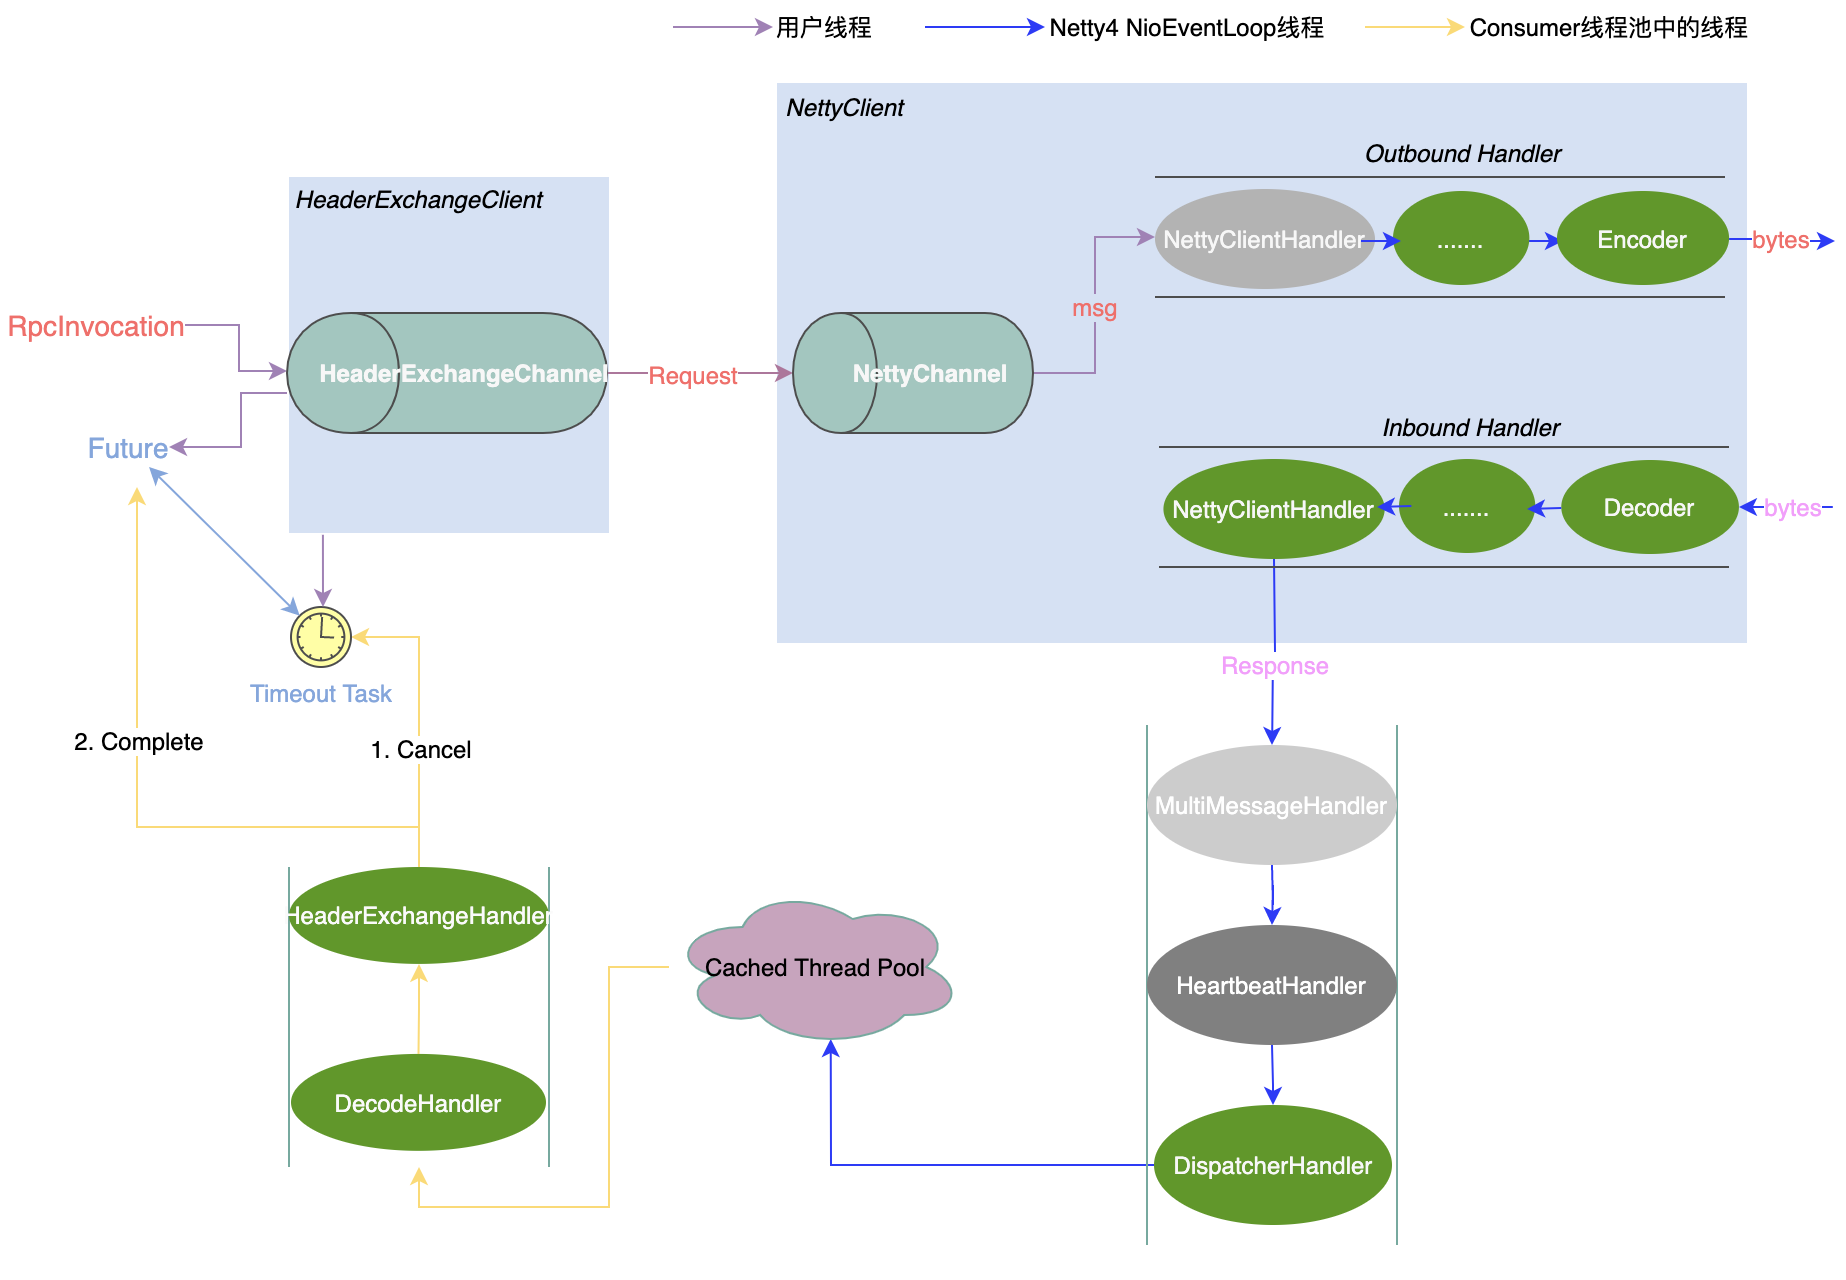 用户线程
Netty4 NioEventLoop线程
Consumer线程池中的线程
NettyClient
Outbound Handler
HeaderExchangeClient
NettyClientHandler
.......
Encoder
bytes
msg
RpcInvocation
HeaderExchangeChannel
Request
NettyChannel
Future
Inbound Handler
NettyClientHandler
.......
Decoder
bytes
Response
Timeout Task
2. Complete
1. Cancel
MultiMessageHandler
HeaderExchangeHandler
Cached Thread Pool
HeartbeatHandler
DecodeHandler
DispatcherHandler